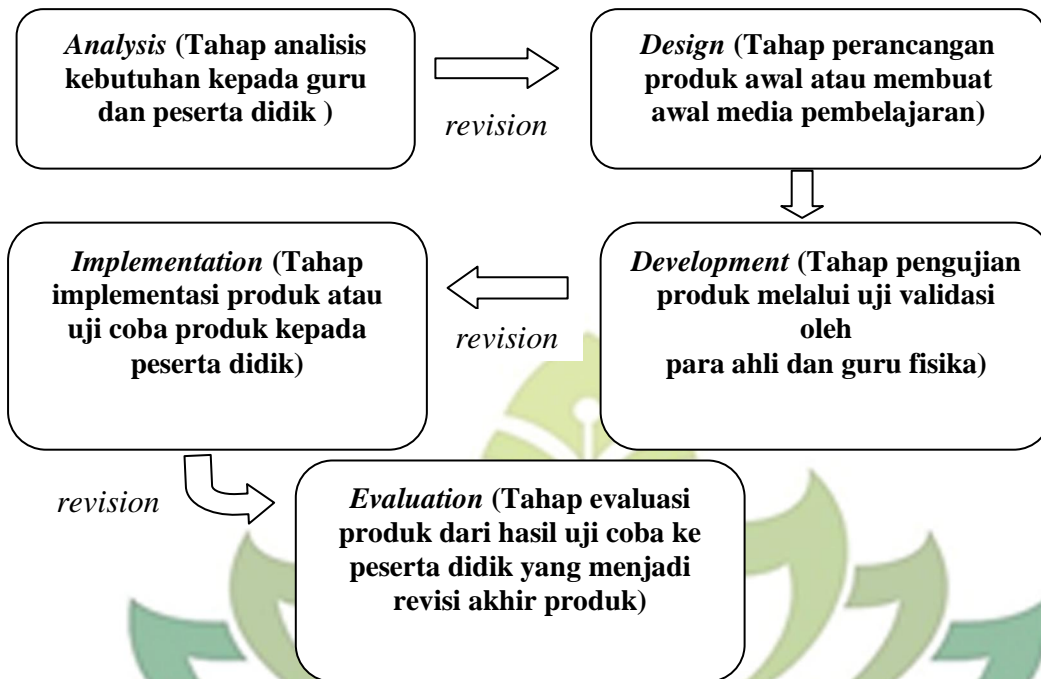 Analysis (Tahap analisis
kebutuhan kepada guru
dan peserta didik )
revision
Design (Tahap perancangan
produk awal atau membuat
awal media pembelajaran)
Development (Tahap pengujian
produk melalui uji validasi
oleh
para ahli dan guru fisika)
revision
Implementation (Tahap
implementasi produk atau
uji coba produk kepada
peserta didik)
revision
Evaluation (Tahap evaluasi
produk dari hasil uji coba ke
peserta didik yang menjadi
revisi akhir produk)